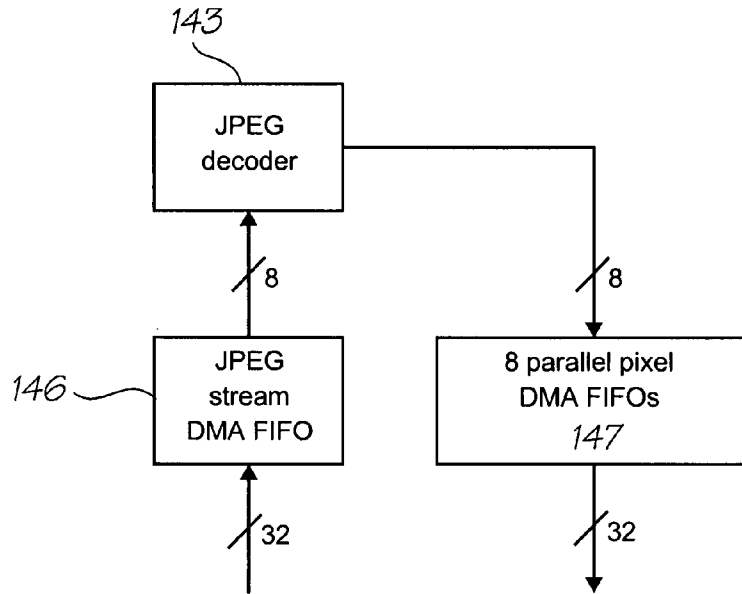 143
JPEG
decoder
8
8
JPEG
stream
DMA FIFO
146
8 parallel pixel
DMA FIFOs
147
32
32